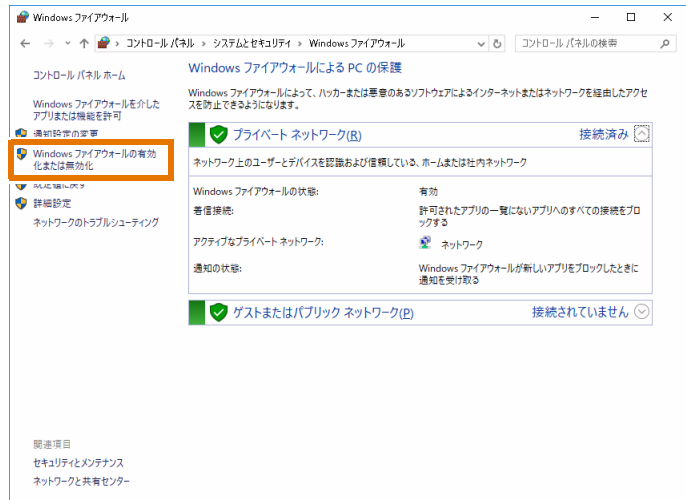 Windows ファイアウォール
コントロール パネル › システムとセキュリティ › Windows ファイアウォール
コントロール パネルの検索
コントロール パネル ホーム
Windows ファイアウォールを介した
アプリまたは機能を許可
通知設定の変更
Windows ファイアウォールの有効
化または無効化
既定値に戻す
詳細設定
ネットワークのトラブルシューティング
Windows ファイアウォールによる PC の保護
Windows ファイアウォールによって、ハッカーまたは悪意のあるソフトウェアによるインターネットまたはネットワークを経由したアクセ
スを防止できるようになります。
プライベート ネットワーク(R)
接続済み
ネットワーク上のユーザーとデバイスを認識および信頼している、ホームまたは社内ネットワーク
Windows ファイアウォールの状態:
有効
着信接続:
許可されたアプリの一覧にないアプリへのすべての接続をブロ
ックする
アクティブなプライベート ネットワーク:
ネットワーク
通知の状態:
Windows ファイアウォールが新しいアプリをブロックしたときに
通知を受け取る
ゲストまたはパブリック ネットワーク(P)
接続されていません
関連項目
セキュリティとメンテナンス
ネットワークと共有センター